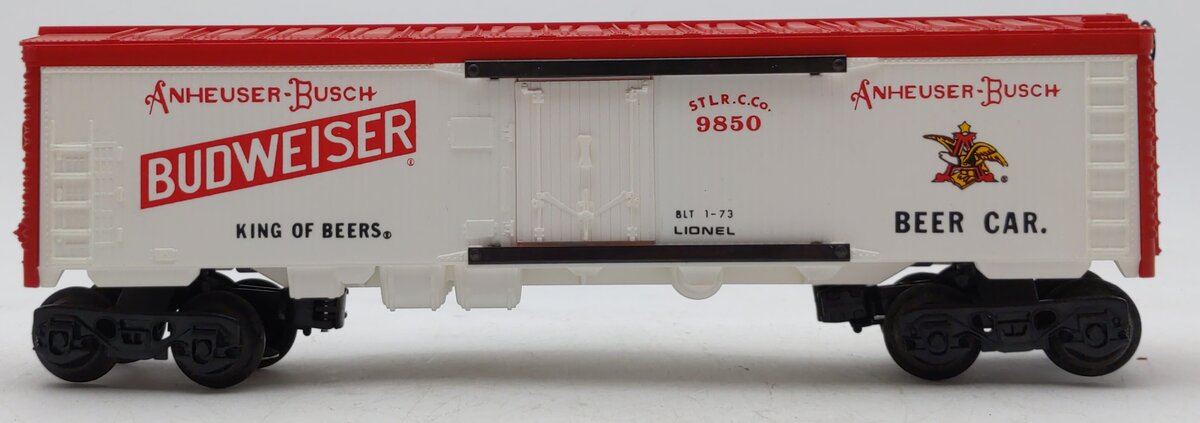 ANHEUSER-BUSCH
BUDWEISER®
KING OF BEERS®
STLR.C.CO.
9850
BLT 1-73
LIONEL
ANHEUSER-BUSCH
®
BEER CAR.